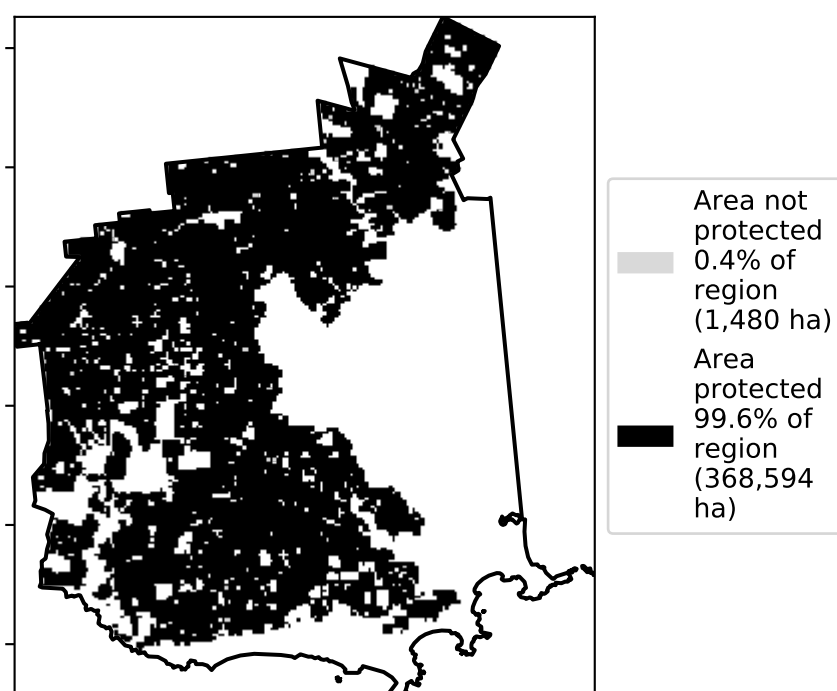 Area not
protected
0.4% of
region
(1,480 ha)
Area
protected
99.6% of
region
(368,594
ha)